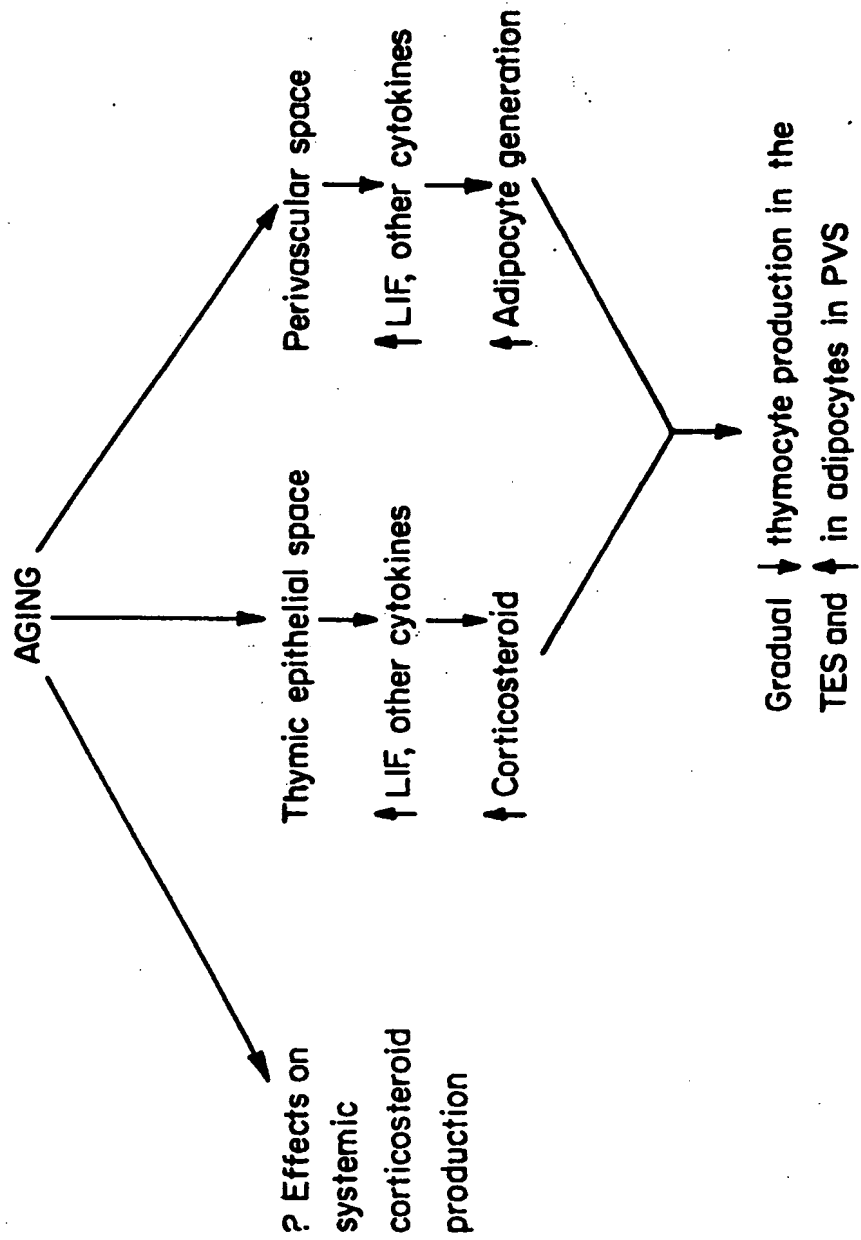 AGING
? Effects on
systemic
corticosteroid
production
Thymic epithelial space
↑ LIF, other cytokines
↑ Corticosteroid
Perivascular space
↑ LIF, other cytokines
↑ Adipocyte generation
Gradual ↓ thymocyte production in the
TES and ↑ in adipocytes in PVS